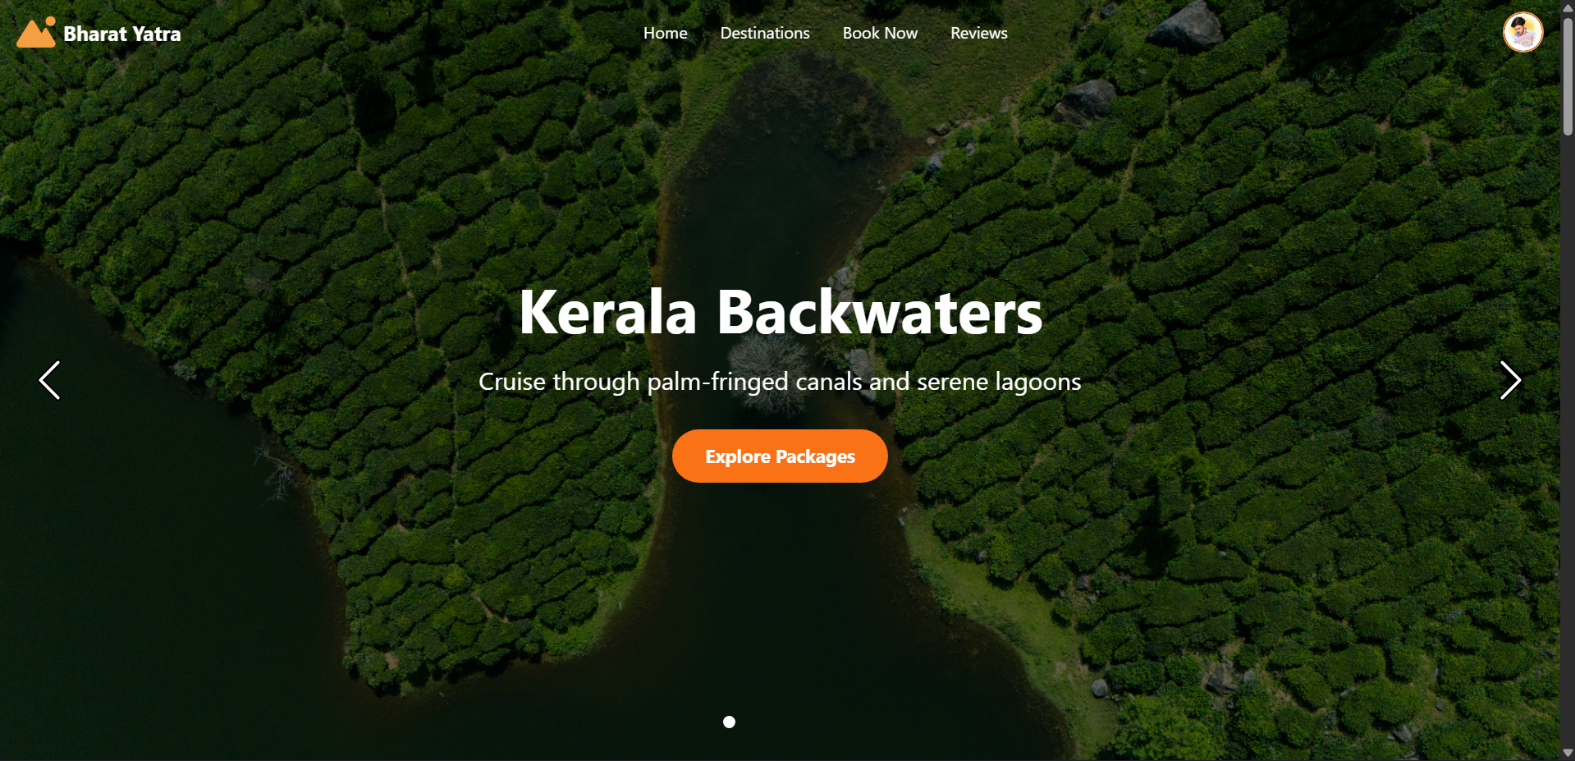 Bharat Yatra
Home
Destinations
Book Now
Reviews
Kerala Backwaters
Cruise through palm-fringed canals and serene lagoons
Explore Packages